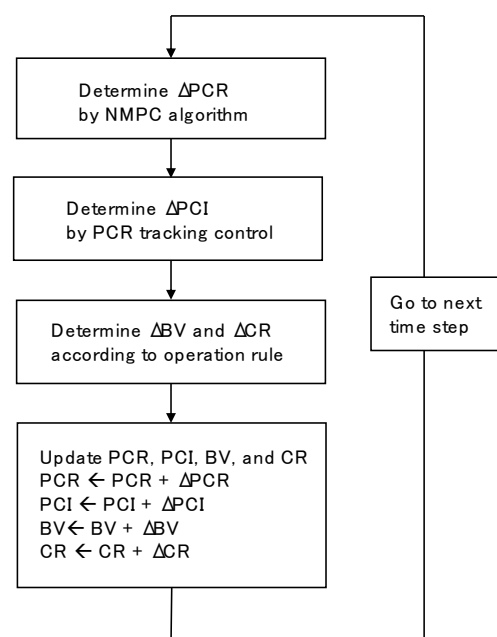 Determine ΔPCR
by NMPC algorithm
Determine ΔPCI
by PCR tracking control
Determine ΔBV and ΔCR
according to operation rule
Update PCR, PCI, BV, and CR
PCR ← PCR + ΔPCR
PCI ← PCI + ΔPCI
BV← BV + ΔBV
CR ← CR + ΔCR
Go to next
time step